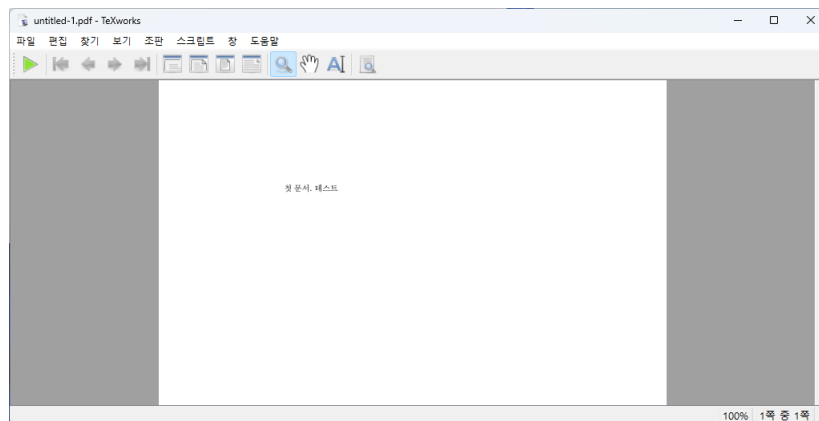 untitled-1.pdf - TeXworks
파일 편집 찾기 보기 조판 스크립트 창 도움말
첫 문서. 테스트
100% 1쪽 중 1쪽